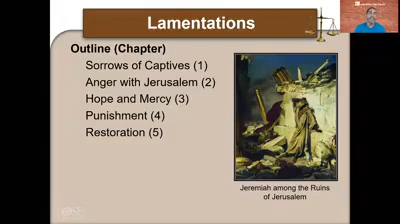 Lamentations
Outline (Chapter)
Sorrows of Captives (1)
Anger with Jerusalem (2)
Hope and Mercy (3)
Punishment (4)
Restoration (5)
Jeremiah among the Ruins
of Jerusalem